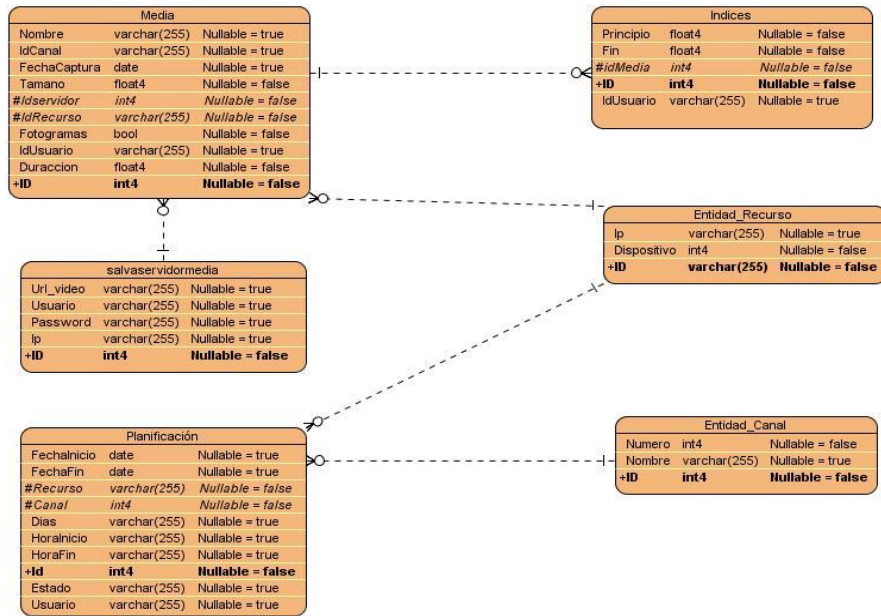 Media
Nombre varchar(255) Nullable = true
IdCanal varchar(255) Nullable = true
FechaCaptura date Nullable = true
Tamano float4 Nullable = false
#Idservidor int4 Nullable = false
#IdRecurso varchar(255) Nullable = false
Fotogramas bool Nullable = false
IdUsuario varchar(255) Nullable = true
Duraccion float4 Nullable = false
+ID int4 Nullable = false
Indices
Principio float4 Nullable = false
Fin float4 Nullable = false
#idMedia int4 Nullable = false
+ID int4 Nullable = false
IdUsuario varchar(255) Nullable = true
Entidad_Recurso
Ip varchar(255) Nullable = true
Dispositivo int4 Nullable = false
+ID varchar(255) Nullable = false
salvaservidormedia
Url_video varchar(255) Nullable = true
Usuario varchar(255) Nullable = true
Password varchar(255) Nullable = true
Ip varchar(255) Nullable = true
+ID int4 Nullable = false
Planificación
FechaInicio date Nullable = true
FechaFin date Nullable = true
#Recurso varchar(255) Nullable = false
#Canal int4 Nullable = false
Dias varchar(255) Nullable = true
HoraInicio varchar(255) Nullable = true
HoraFin varchar(255) Nullable = true
+Id int4 Nullable = false
Estado varchar(255) Nullable = true
Usuario varchar(255) Nullable = true
Entidad_Canal
Numero int4 Nullable = false
Nombre varchar(255) Nullable = true
+ID int4 Nullable = false